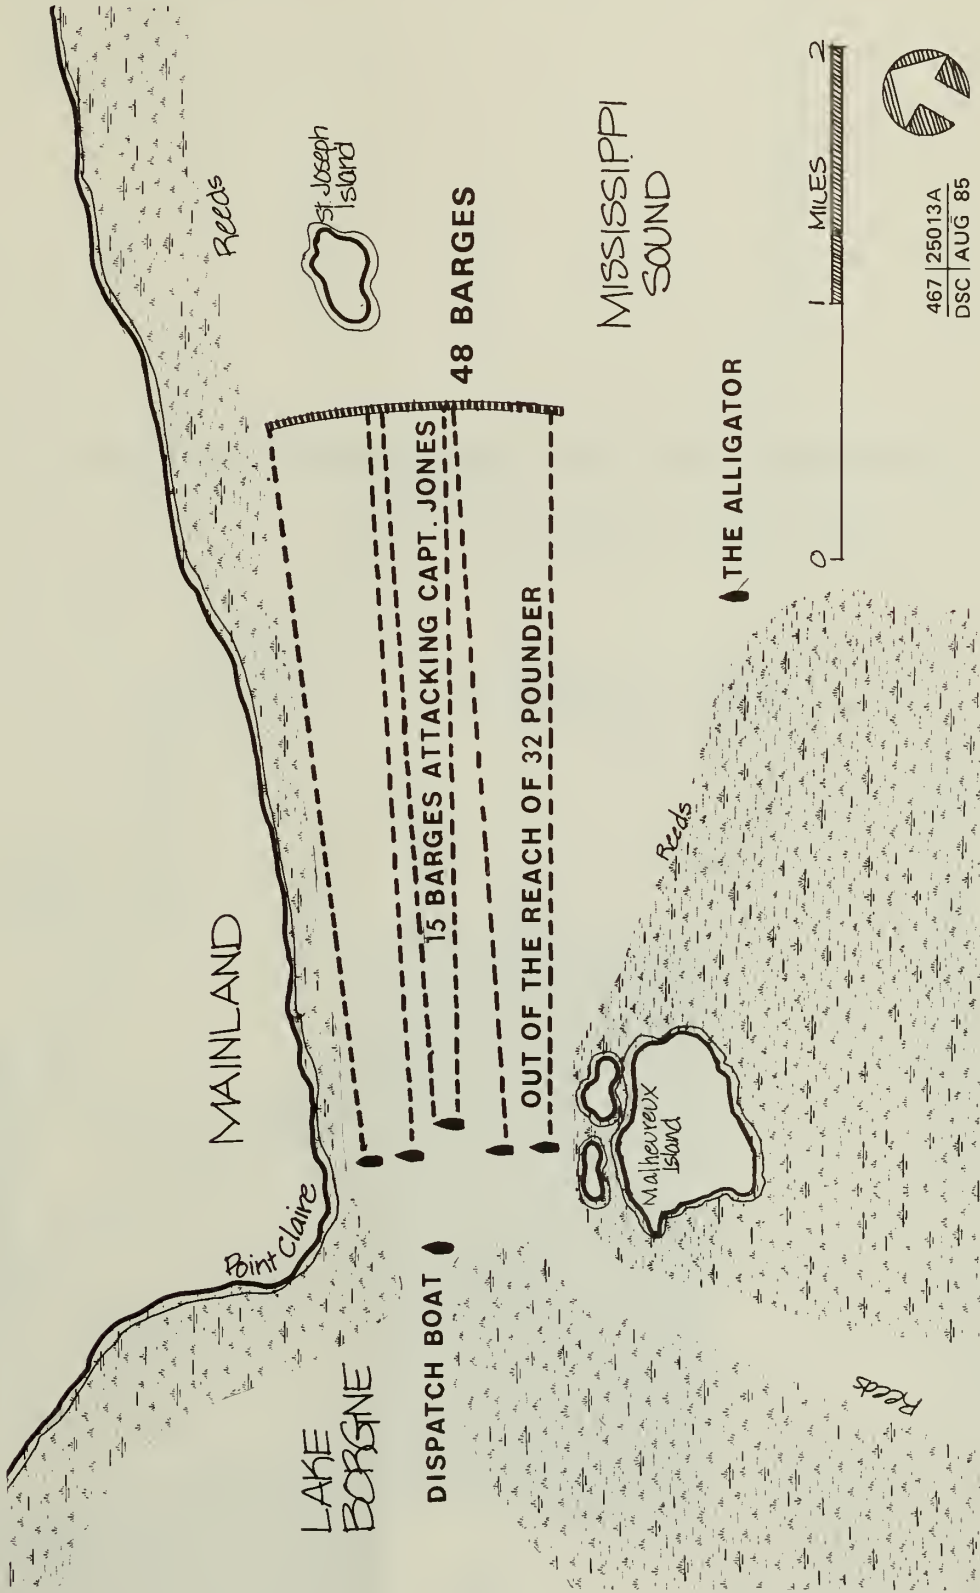 MAINLAND
Reeds
St. Joseph
Island
Point Claire
48 BARGES
15 BARGES ATTACKING CAPT. JONES
LAKE
BORGNE
DISPATCH BOAT
OUT OF THE REACH OF 32 POUNDER
MISSISSIPPI
SOUND
Reeds
Malheureux
Island
THE ALLIGATOR
0 1 MILES 2
Reeds
467 25013A
DSC AUG 85